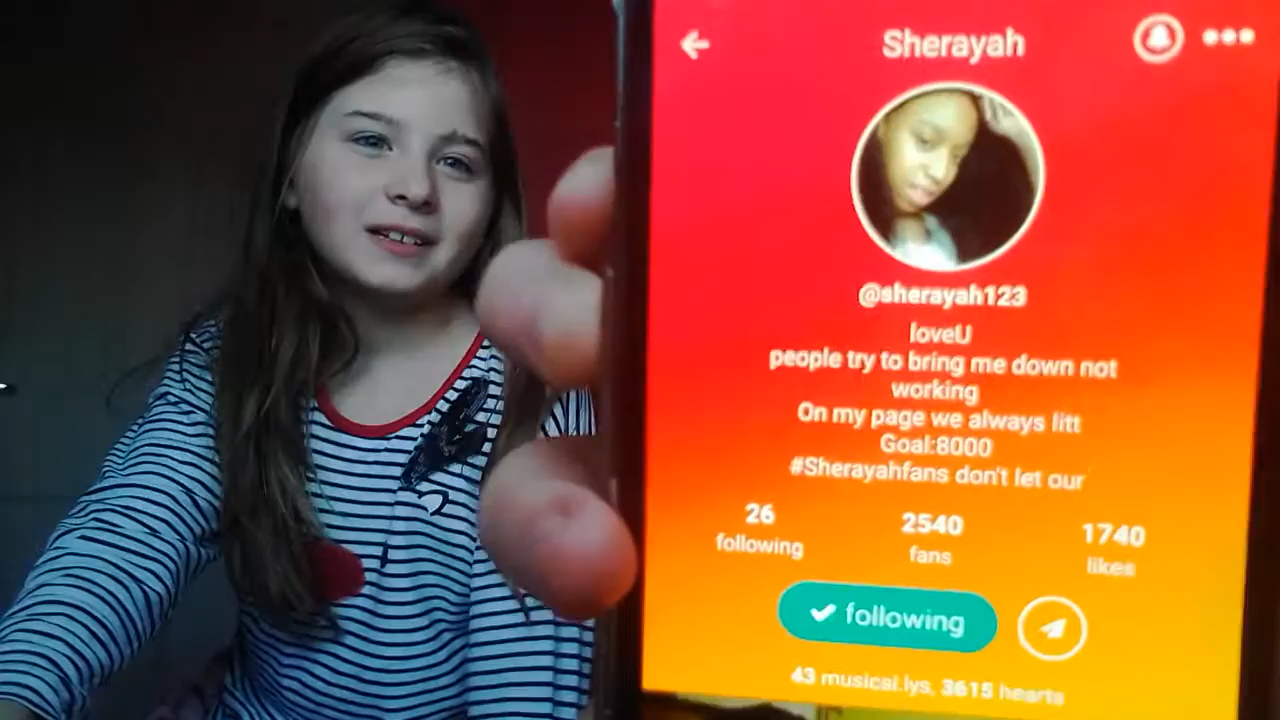 Sherayah
@sherayah123
loveU
people try to bring me down not
working
On my page we always litt
Goal:8000
#Sherayahfans don't let our
26 2540 1740
following fans likes
following
43 musical.lys, 3615 hearts